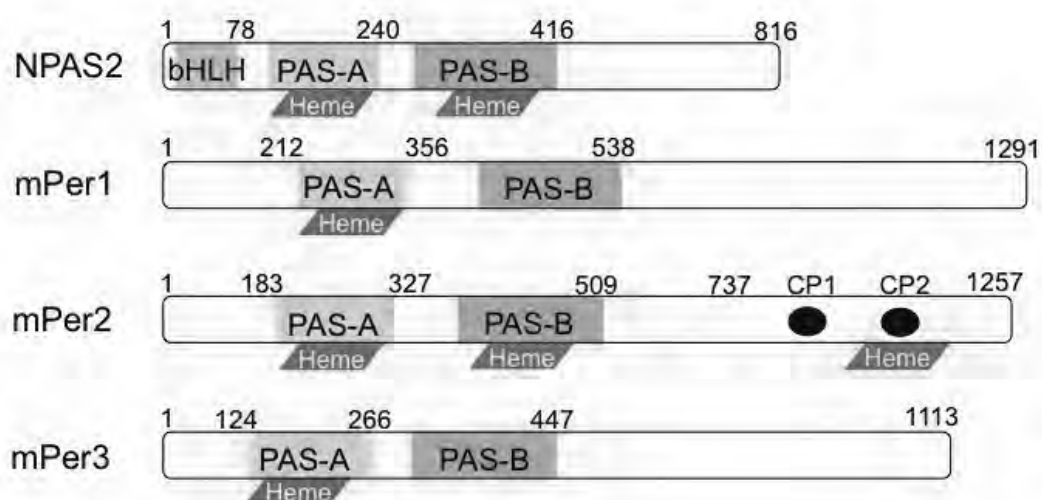 1 78 240 416 816
NPAS2 bHLH PAS-A PAS-B
Heme Heme
1 212 356 538 1291
mPer1 PAS-A PAS-B
Heme
1 183 327 509 737 CP1 CP2 1257
mPer2 PAS-A PAS-B
Heme Heme Heme
1 124 266 447 1113
mPer3 PAS-A PAS-B
Heme